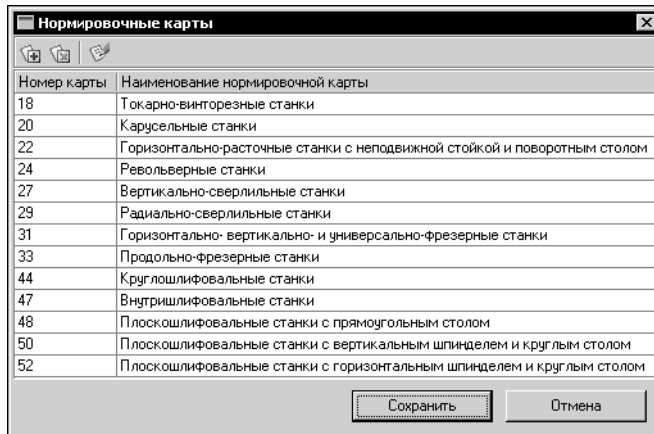 Нормировочные карты
Номер карты Наименование нормировочной карты
18 Токарно-винторезные станки
20 Карусельные станки
22 Горизонтально-расточные станки с неподвижной стойкой и поворотным столом
24 Револьверные станки
27 Вертикально-сверлильные станки
29 Радиально-сверлильные станки
31 Горизонтально- вертикально- и универсально-фрезерные станки
33 Продольно-фрезерные станки
44 Круглошлифовальные станки
47 Внутришлифовальные станки
48 Плоскошлифовальные станки с прямоугольным столом
50 Плоскошлифовальные станки с вертикальным шпинделем и круглым столом
52 Плоскошлифовальные станки с горизонтальным шпинделем и круглым столом
Сохранить Отмена